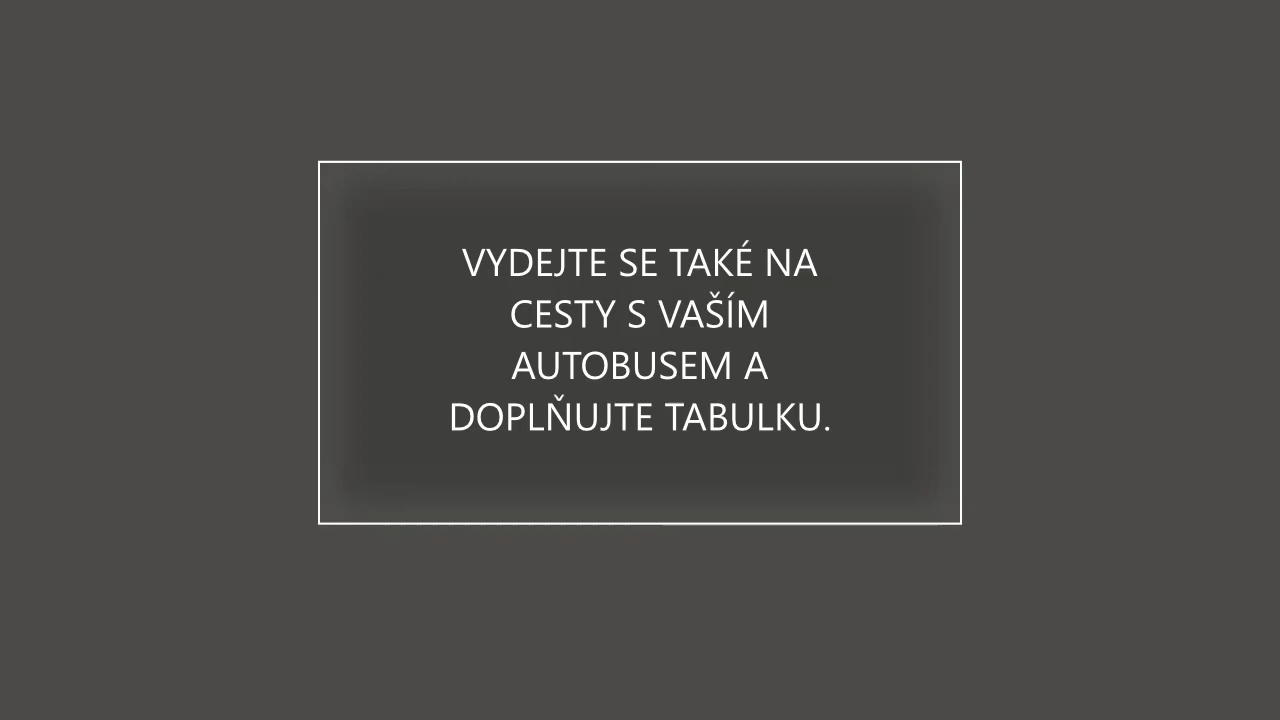 VYDEJTE SE TAKÉ NA
CESTY S VAŠÍM
AUTOBUSEM A
DOPLŇUJTE TABULKU.